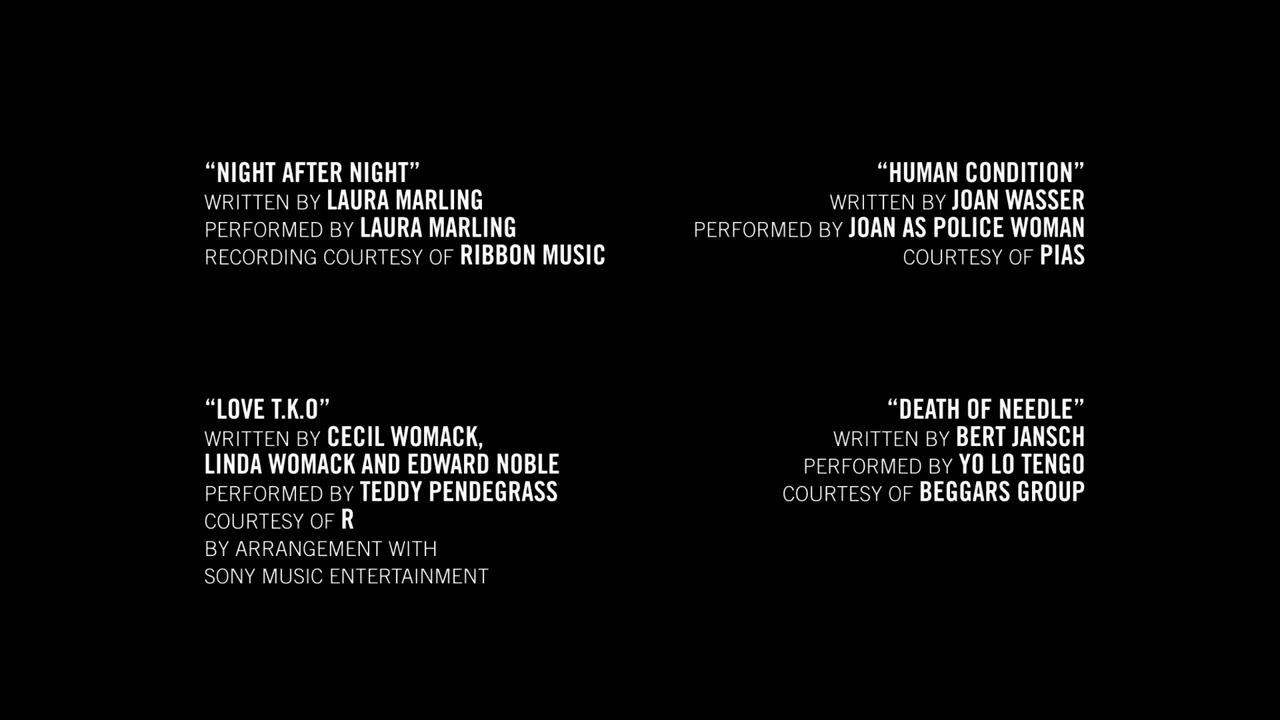 “NIGHT AFTER NIGHT”
WRITTEN BY LAURA MARLING
PERFORMED BY LAURA MARLING
RECORDING COURTESY OF RIBBON MUSIC
“HUMAN CONDITION”
WRITTEN BY JOAN WASSER
PERFORMED BY JOAN AS POLICE WOMAN
COURTESY OF PIAS
“LOVE T.K.O”
WRITTEN BY CECIL WOMACK,
LINDA WOMACK AND EDWARD NOBLE
PERFORMED BY TEDDY PENDEGRASS
COURTESY OF R
BY ARRANGEMENT WITH
SONY MUSIC ENTERTAINMENT
“DEATH OF NEEDLE”
WRITTEN BY BERT JANSCH
PERFORMED BY YO LO TENGO
COURTESY OF BEGGARS GROUP